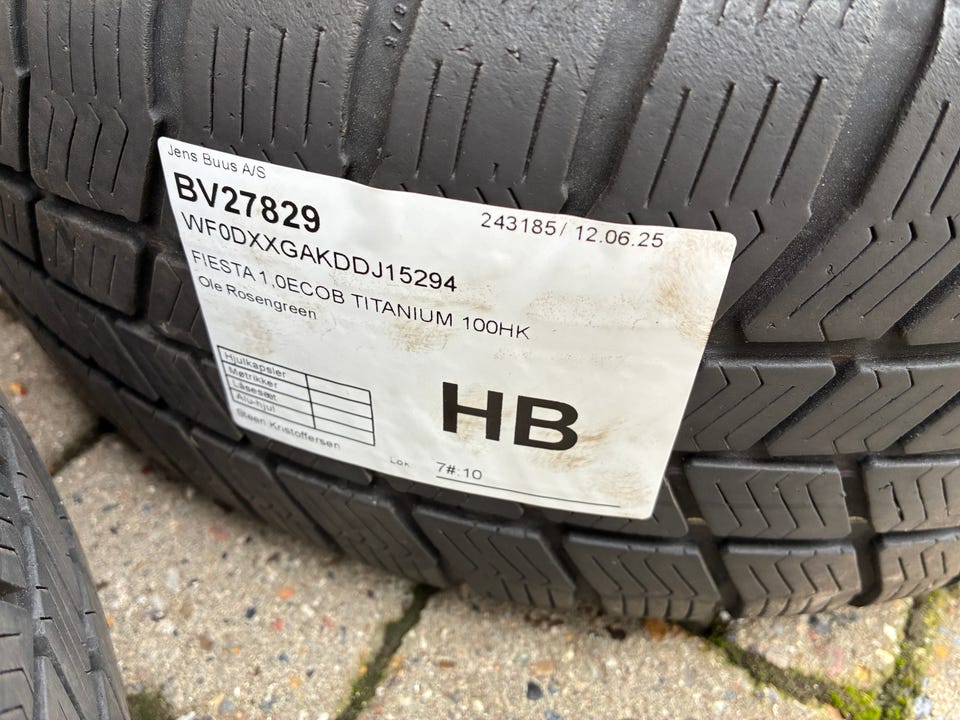 Jens Buus A/S
BV27829
243185/ 12.06.25
WF0DXXGAKDDJ15294
FIESTA 1,0ECOB TITANIUM 100HK
Ole Rosengreen
Hjulkapsler
Møtrikker
Låsesæt
Alu-hjul
HB
Steen Kristoffersen
Lok 7#:10